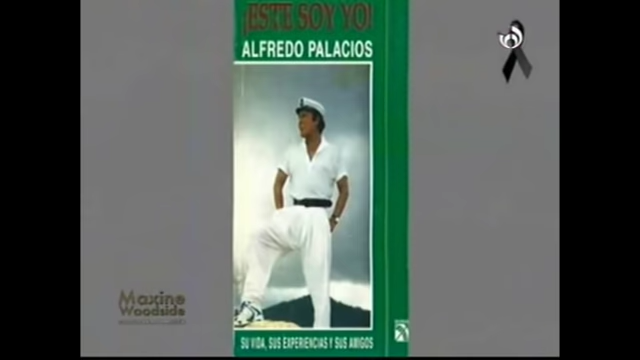 ¡ESTE SOY YO!
ALFREDO PALACIOS
SU VIDA, SUS EXPERIENCIAS Y SUS AMIGOS
Maxine
Woodside